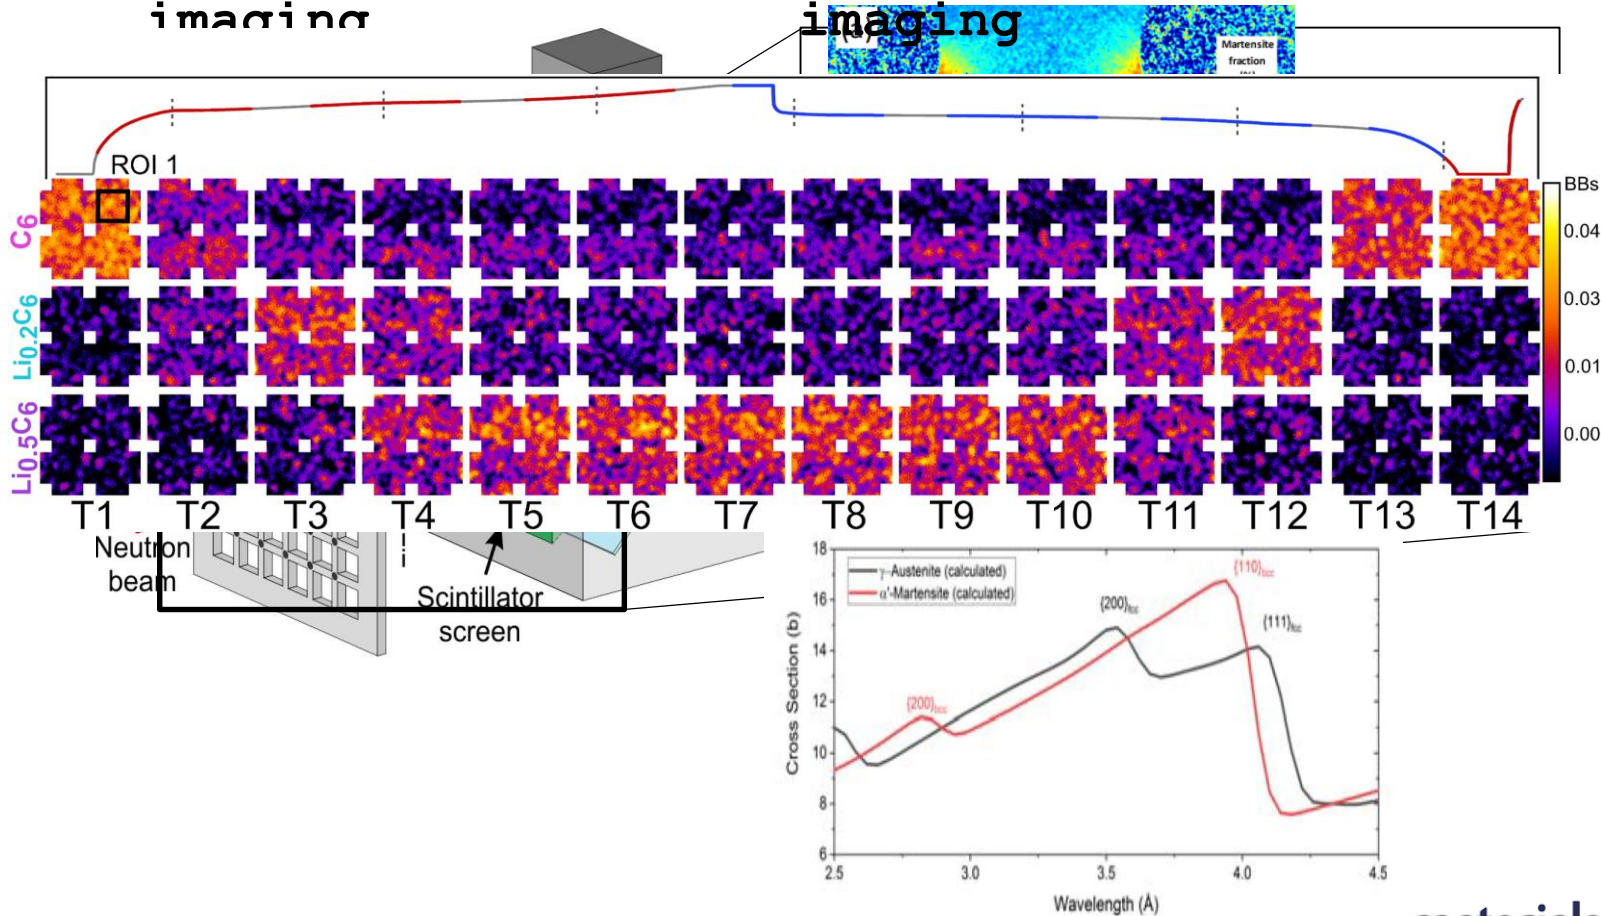 imaging
imaging
(a)
Martensite
fraction
ROI 1
BBs
C6
0.04
0.03
Li0.2C6
0.01
Li0.5C6
0.00
T1 T2 T3 T4 T5 T6 T7 T8 T9 T10 T11 T12 T13 T14
Neutron
beam
Scintillator
screen
γ-Austenite (calculated)
α'-Martensite (calculated)
{110}bcc
{200}fcc
{111}fcc
{200}bcc
Cross Section (b)
18
16
14
12
10
8
6
2.5 3.0 3.5 4.0 4.5
Wavelength (Å)